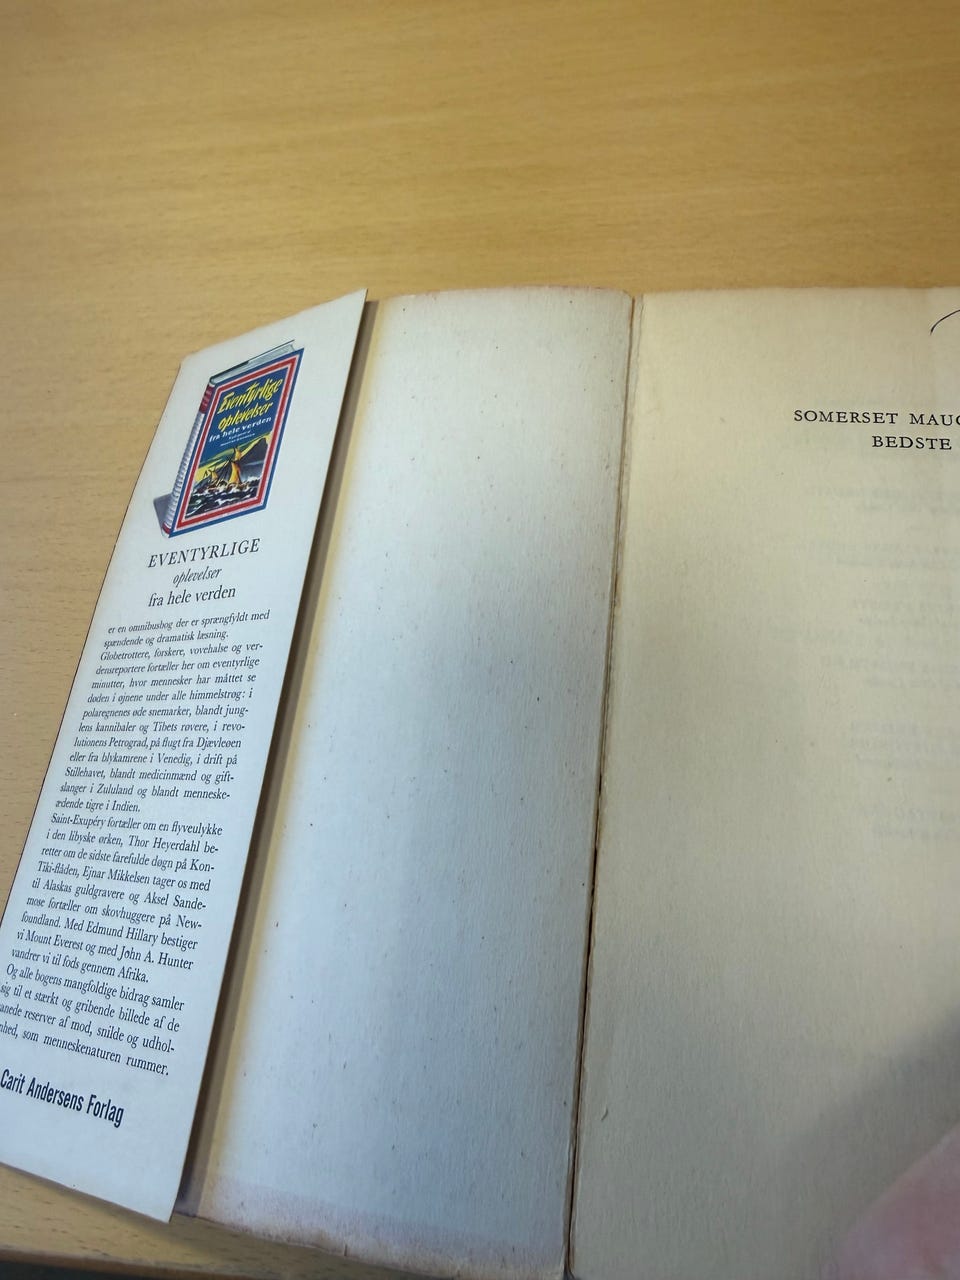 Eventyrlige
oplevelser
fra hele verden
EVENTYRLIGE
oplevelser
fra hele verden
er en omnibusbog der er sprængfyldt med
spændende og dramatisk læsning.
Globetrottere, forskere, vovehalse og ver-
densreportere fortæller her om eventyrlige
minutter, hvor mennesker har måttet se
døden i øjnene under alle himmelstrøg: i
polaregnenes øde snemarker, blandt jung-
lens kannibaler og Tibets røvere, i revo-
lutionens Petrograd, på flugt fra Djævleøen
eller fra blykamrene i Venedig, i drift på
Stillehavet, blandt medicinmænd og gift-
slanger i Zululand og blandt menneske-
ædende tigre i Indien.
Saint-Exupéry fortæller om en flyveulykke
i den libyske ørken, Thor Heyerdahl be-
retter om de sidste farefulde døgn på Kon-
Tiki-flåden, Ejnar Mikkelsen tager os med
til Alaskas guldgravere og Aksel Sande-
mose fortæller om skovhuggere på New-
foundland. Med Edmund Hillary bestiger
vi Mount Everest og med John A. Hunter
vandrer vi til fods gennem Afrika.
Og alle bogens mangfoldige bidrag samler
sig til et stærkt og gribende billede af de
anede reserver af mod, snilde og udhol-
nhed, som menneskenaturen rummer.
Carit Andersens Forlag
SOMERSET MAUG
BEDSTE